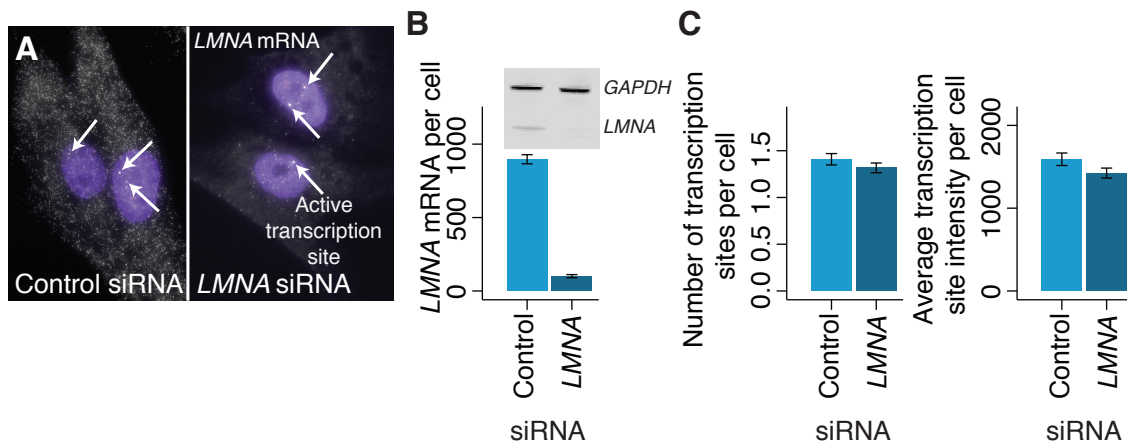 A
LMNA mRNA
Control siRNA
LMNA siRNA
Active
transcription
site
B
GAPDH
LMNA
LMNA mRNA per cell
0
500
1000
Control
LMNA
siRNA
C
Number of transcription
sites per cell
0.0
0.5
1.0
1.5
Control
LMNA
siRNA
Average transcription
site intensity per cell
0
1000
2000
Control
LMNA
siRNA